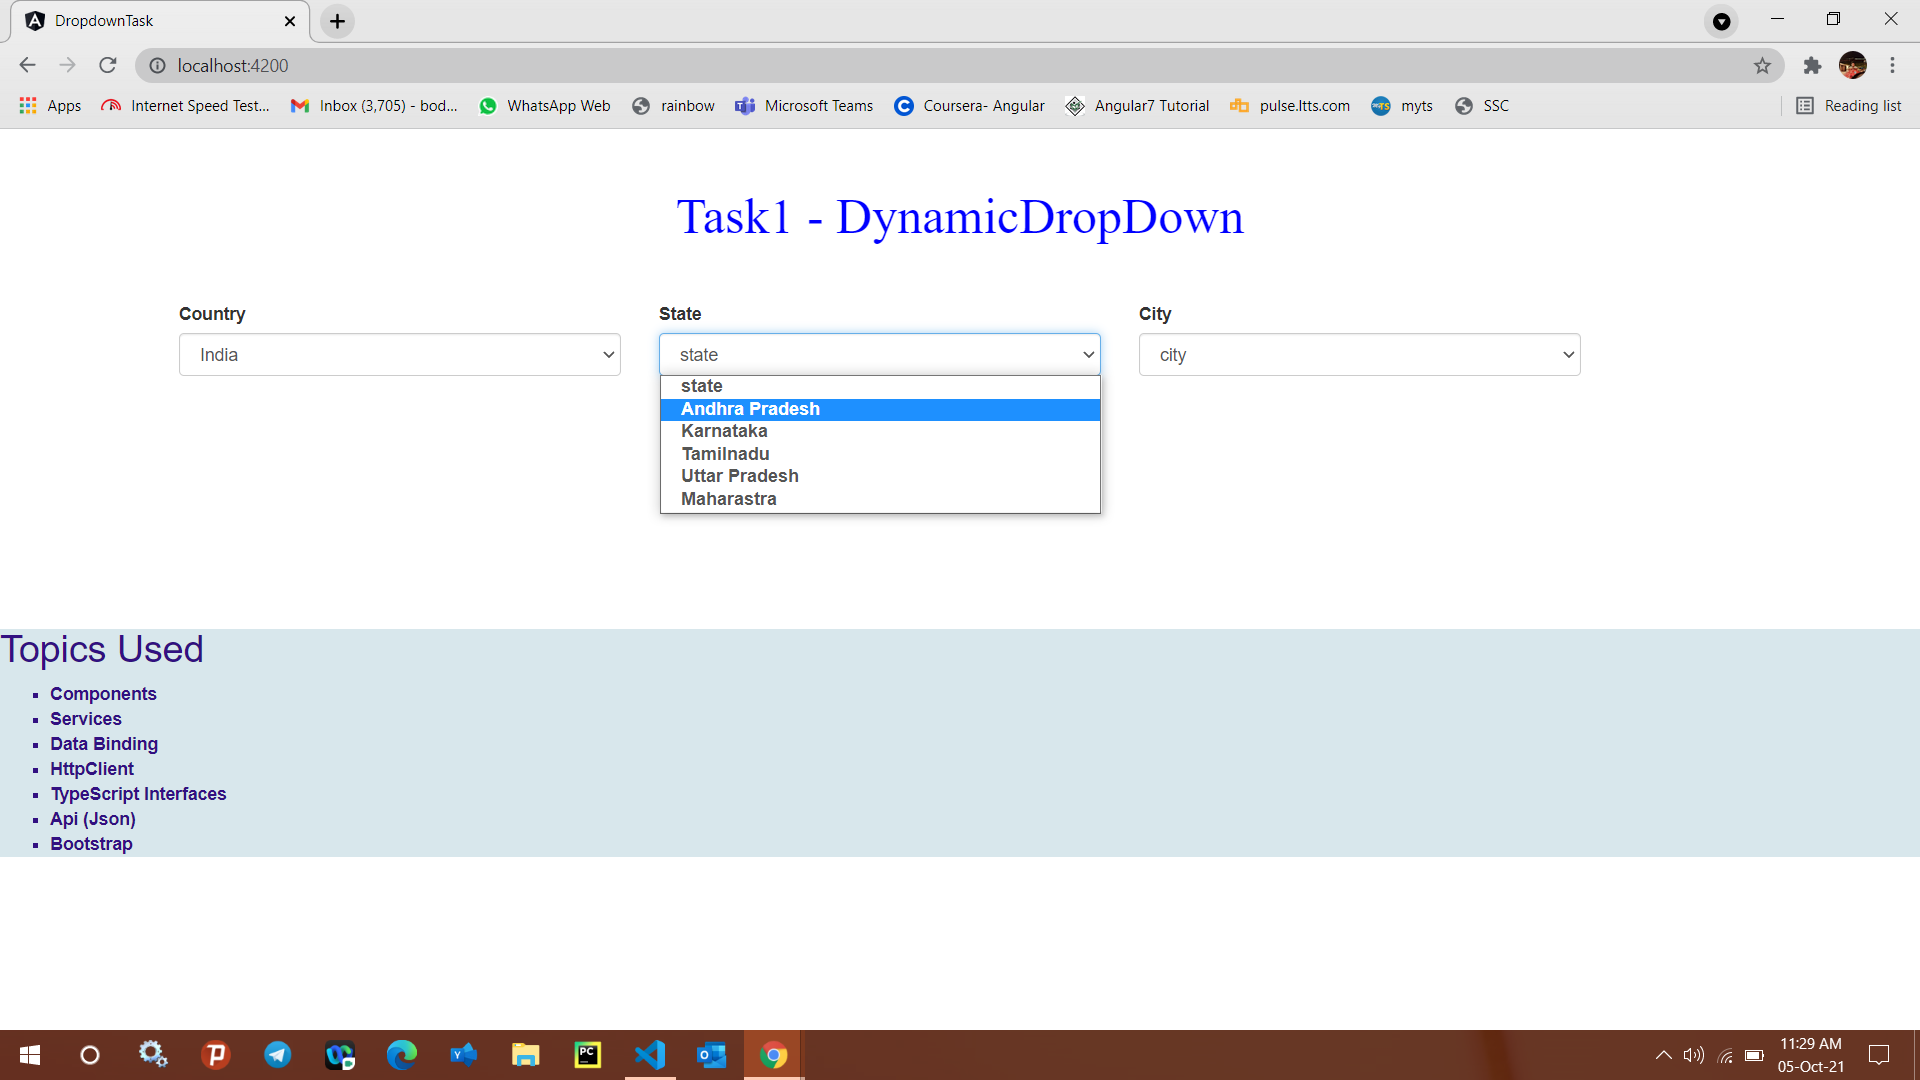 DropdownTask
localhost:4200
Apps Internet Speed Test... Inbox (3,705) - bod... WhatsApp Web rainbow Microsoft Teams Coursera- Angular Angular7 Tutorial pulse.ltts.com myts SSC Reading list
Task1 - DynamicDropDown
Country State City
India state city
state
Andhra Pradesh
Karnataka
Tamilnadu
Uttar Pradesh
Maharastra
Topics Used
Components
Services
Data Binding
HttpClient
TypeScript Interfaces
Api (Json)
Bootstrap
11:29 AM
05-Oct-21